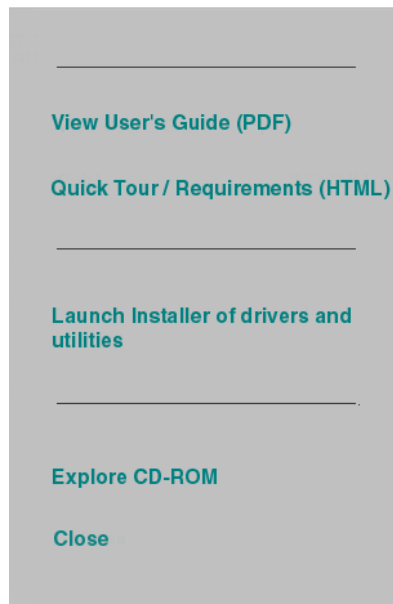 View User's Guide (PDF)
Quick Tour / Requirements (HTML)
Launch Installer of drivers and
utilities
Explore CD-ROM
Close